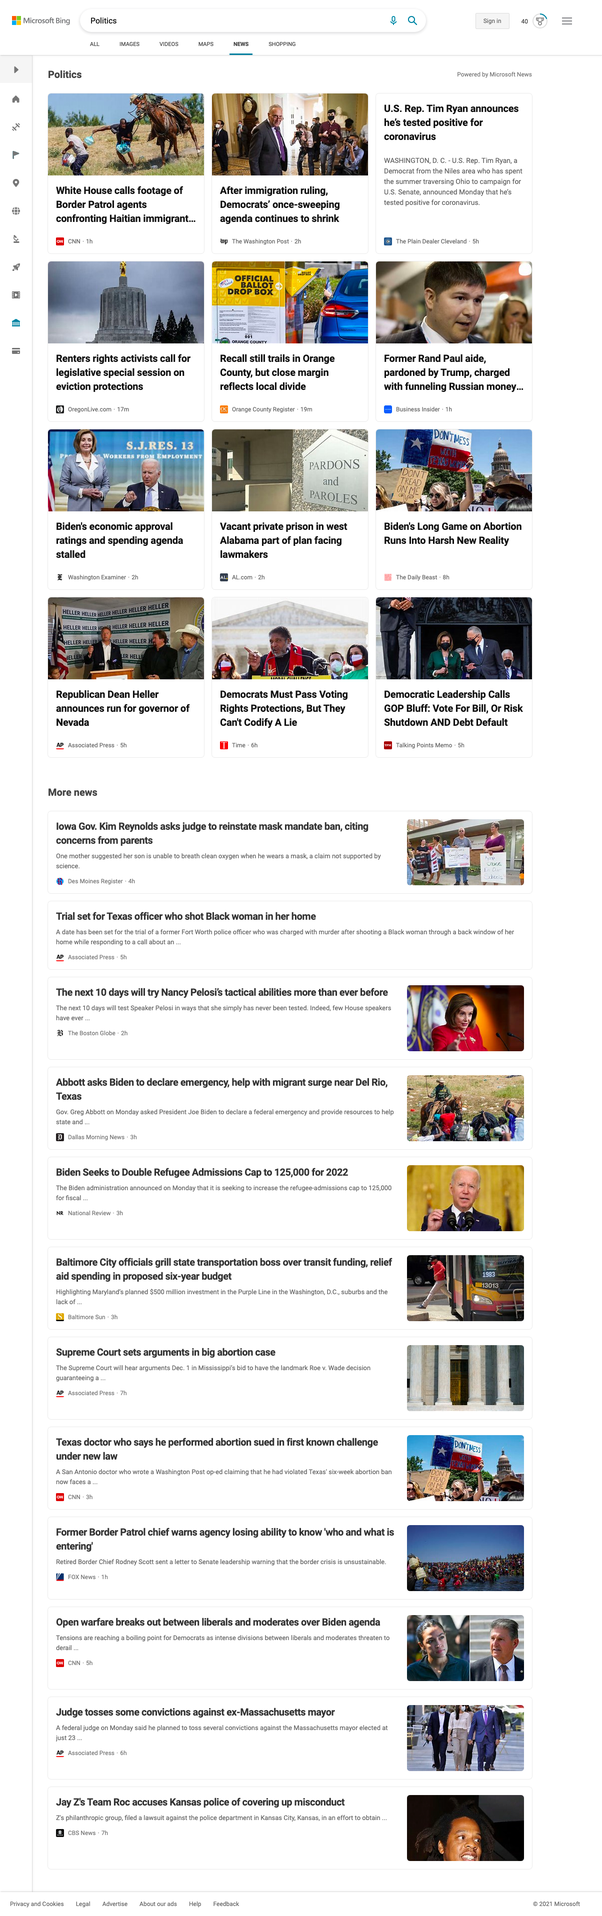 Microsoft Bing
Politics
Sign in
40
ALL IMAGES VIDEOS MAPS NEWS SHOPPING
Politics
Powered by Microsoft News
White House calls footage of
Border Patrol agents
confronting Haitian immigrant...
CNN · 1h
After immigration ruling,
Democrats' once-sweeping
agenda continues to shrink
wp The Washington Post · 2h
U.S. Rep. Tim Ryan announces
he's tested positive for
coronavirus
WASHINGTON, D. C. - U.S. Rep. Tim Ryan, a
Democrat from the Niles area who has spent
the summer traversing Ohio to campaign for
U.S. Senate, announced Monday that he's
tested positive for coronavirus.
The Plain Dealer Cleveland · 5h
Renters rights activists call for
legislative special session on
eviction protections
OregonLive.com · 17m
OFFICIAL
BALLOT
DROP BOX
ORANGE COUNTY
Recall still trails in Orange
County, but close margin
reflects local divide
Orange County Register · 19m
Former Rand Paul aide,
pardoned by Trump, charged
with funneling Russian money...
Business Insider · 1h
S.J.RES. 13
WORKERS FROM EMPLOYMENT
Biden's economic approval
ratings and spending agenda
stalled
Washington Examiner · 2h
PARDONS
and
PAROLES
Vacant private prison in west
Alabama part of plan facing
lawmakers
AL. AL.com · 2h
DON'T MESS
Biden's Long Game on Abortion
Runs Into Harsh New Reality
The Daily Beast · 8h
HELLER HELLER HELLER HELLER
Republican Dean Heller
announces run for governor of
Nevada
AP Associated Press · 5h
Democrats Must Pass Voting
Rights Protections, But They
Can't Codify A Lie
Time · 6h
Democratic Leadership Calls
GOP Bluff: Vote For Bill, Or Risk
Shutdown AND Debt Default
Talking Points Memo · 5h
More news
Iowa Gov. Kim Reynolds asks judge to reinstate mask mandate ban, citing
concerns from parents
One mother suggested her son is unable to breath clean oxygen when he wears a mask, a claim not supported by
science.
Des Moines Register · 4h
Trial set for Texas officer who shot Black woman in her home
A date has been set for the trial of a former Fort Worth police officer who was charged with murder after shooting a Black woman through a back window of her
home while responding to a call about an ...
AP Associated Press · 5h
The next 10 days will try Nancy Pelosi's tactical abilities more than ever before
The next 10 days will test Speaker Pelosi in ways that she simply has never been tested. Indeed, few House speakers
have ever ...
B The Boston Globe · 2h
Abbott asks Biden to declare emergency, help with migrant surge near Del Rio,
Texas
Gov. Greg Abbott on Monday asked President Joe Biden to declare a federal emergency and provide resources to help
state and ...
Dallas Morning News · 3h
Biden Seeks to Double Refugee Admissions Cap to 125,000 for 2022
The Biden administration announced on Monday that it is seeking to increase the refugee-admissions cap to 125,000
for fiscal ...
NR National Review · 3h
Baltimore City officials grill state transportation boss over transit funding, relief
aid spending in proposed six-year budget
Highlighting Maryland's planned $500 million investment in the Purple Line in the Washington, D.C., suburbs and the
lack of ...
Baltimore Sun · 3h
1983
13013
Supreme Court sets arguments in big abortion case
The Supreme Court will hear arguments Dec. 1 in Mississippi's bid to have the landmark Roe v. Wade decision
guaranteeing a ...
AP Associated Press · 7h
Texas doctor who says he performed abortion sued in first known challenge
under new law
A San Antonio doctor who wrote a Washington Post op-ed claiming that he had violated Texas' six-week abortion ban
now faces a ...
CNN · 3h
DON'T MESS
Former Border Patrol chief warns agency losing ability to know 'who and what is
entering'
Retired Border Chief Rodney Scott sent a letter to Senate leadership warning that the border crisis is unsustainable.
FOX News · 1h
Open warfare breaks out between liberals and moderates over Biden agenda
Tensions are reaching a boiling point for Democrats as intense divisions between liberals and moderates threaten to
derail ...
CNN · 5h
Judge tosses some convictions against ex-Massachusetts mayor
A federal judge on Monday said he planned to toss several convictions against the Massachusetts mayor elected at
just 23 ...
AP Associated Press · 6h
Jay Z's Team Roc accuses Kansas police of covering up misconduct
Z's philanthropic group, filed a lawsuit against the police department in Kansas City, Kansas, in an effort to obtain ...
CBS News · 7h
Privacy and Cookies Legal Advertise About our ads Help Feedback
© 2021 Microsoft